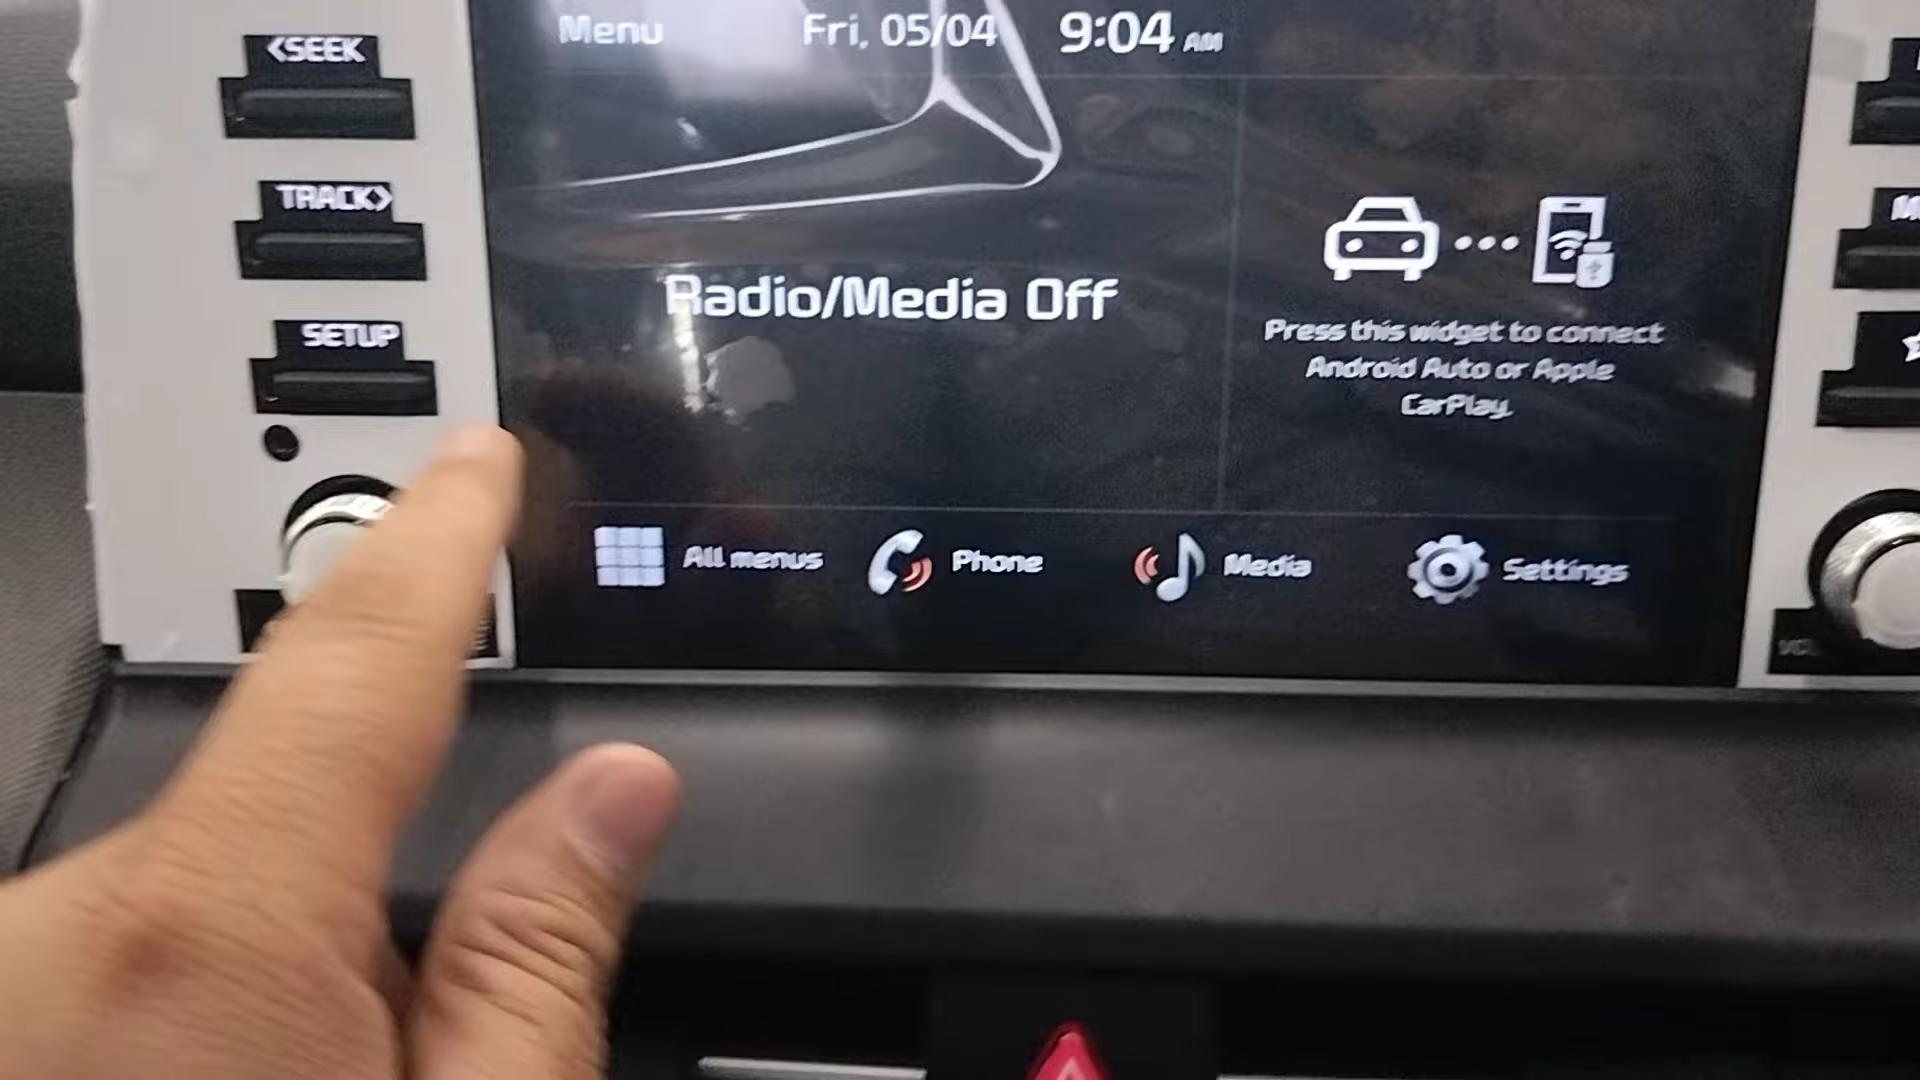 <SEEK
TRACK>
SETUP
Menu
Fri, 05/04
9:04 AM
Radio/Media Off
Press this widget to connect
Android Auto or Apple
CarPlay.
All menus
Phone
Media
Settings